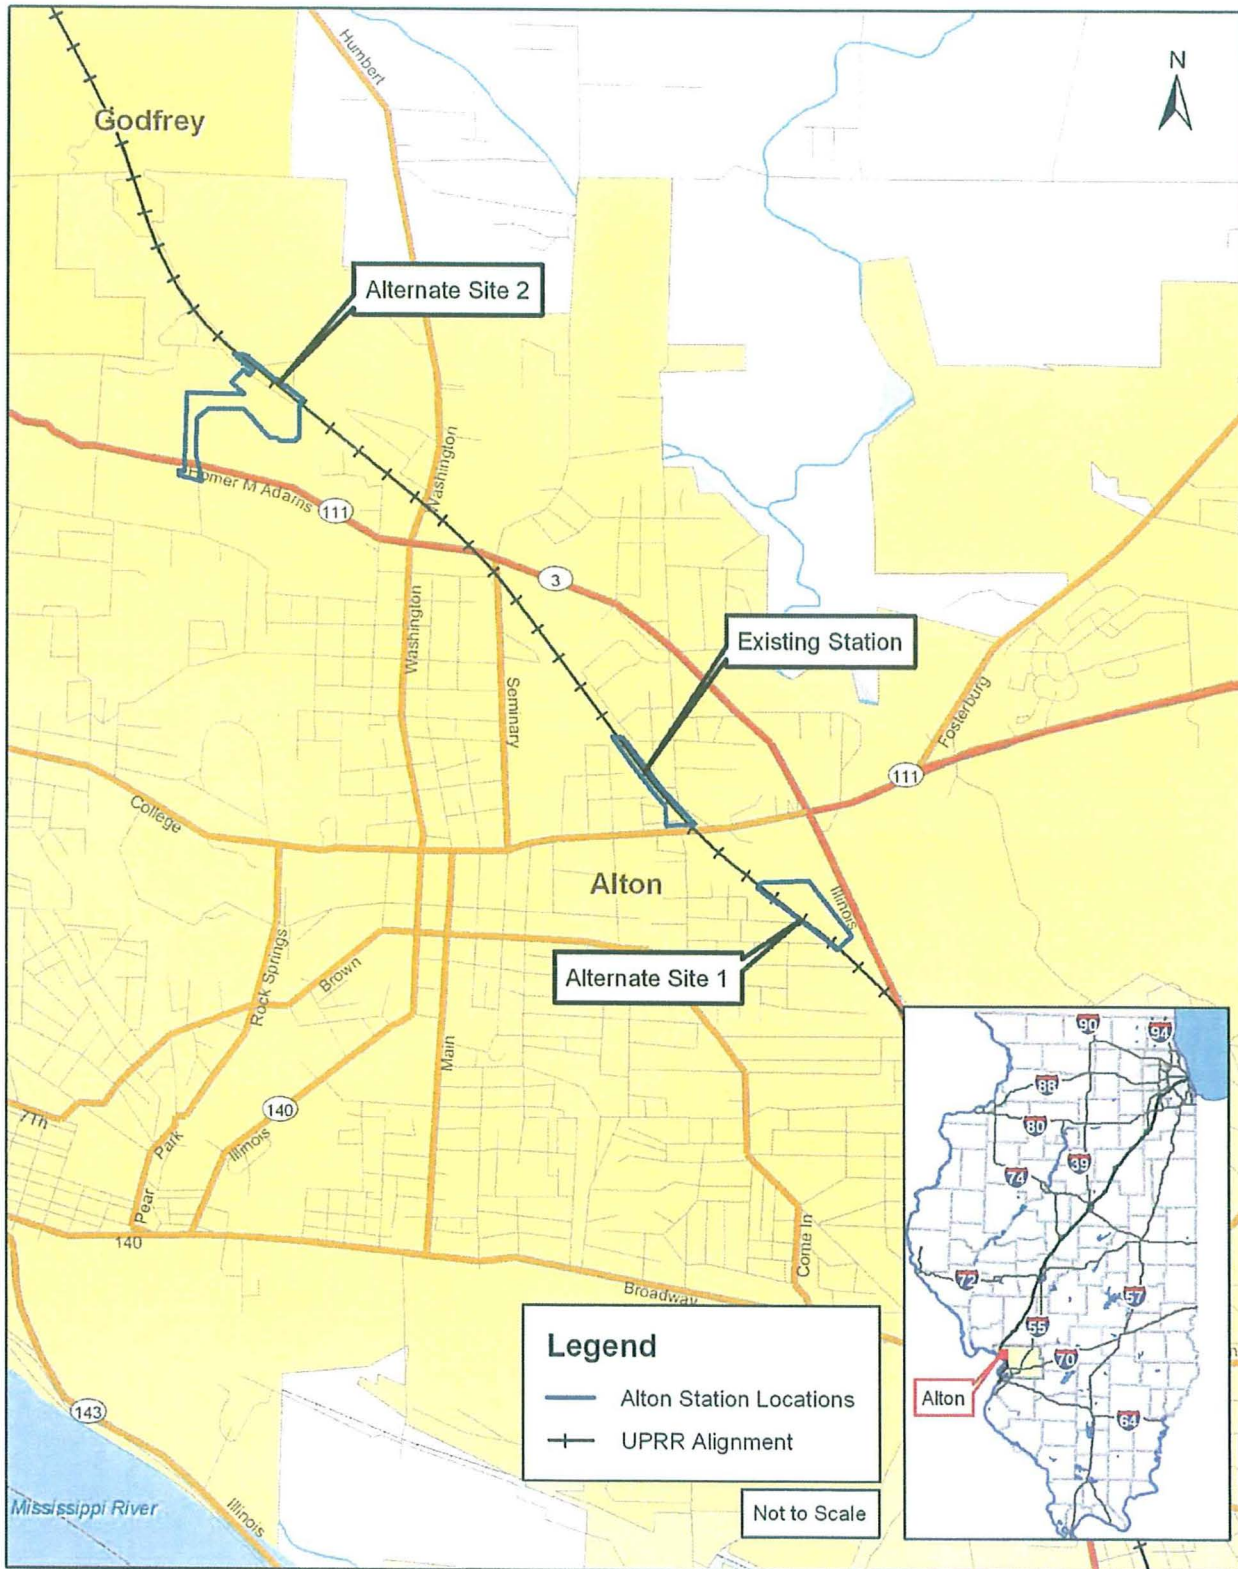 Humbert
N
Godfrey
Alternate Site 2
Washington
Homer M Adams
111
3
Washington
Existing Station
Seminary
Fosterburg
111
College
Alton
Illinois
Alternate Site 1
Rock Springs
Brown
Main
140
7Th
Park
Illinois
Pear
140
Come In
Broadway
Legend
Alton Station Locations
UPRR Alignment
Not to Scale
143
Illinois
Mississippi River
90
94
88
80
39
74
72
57
55
70
Alton
64